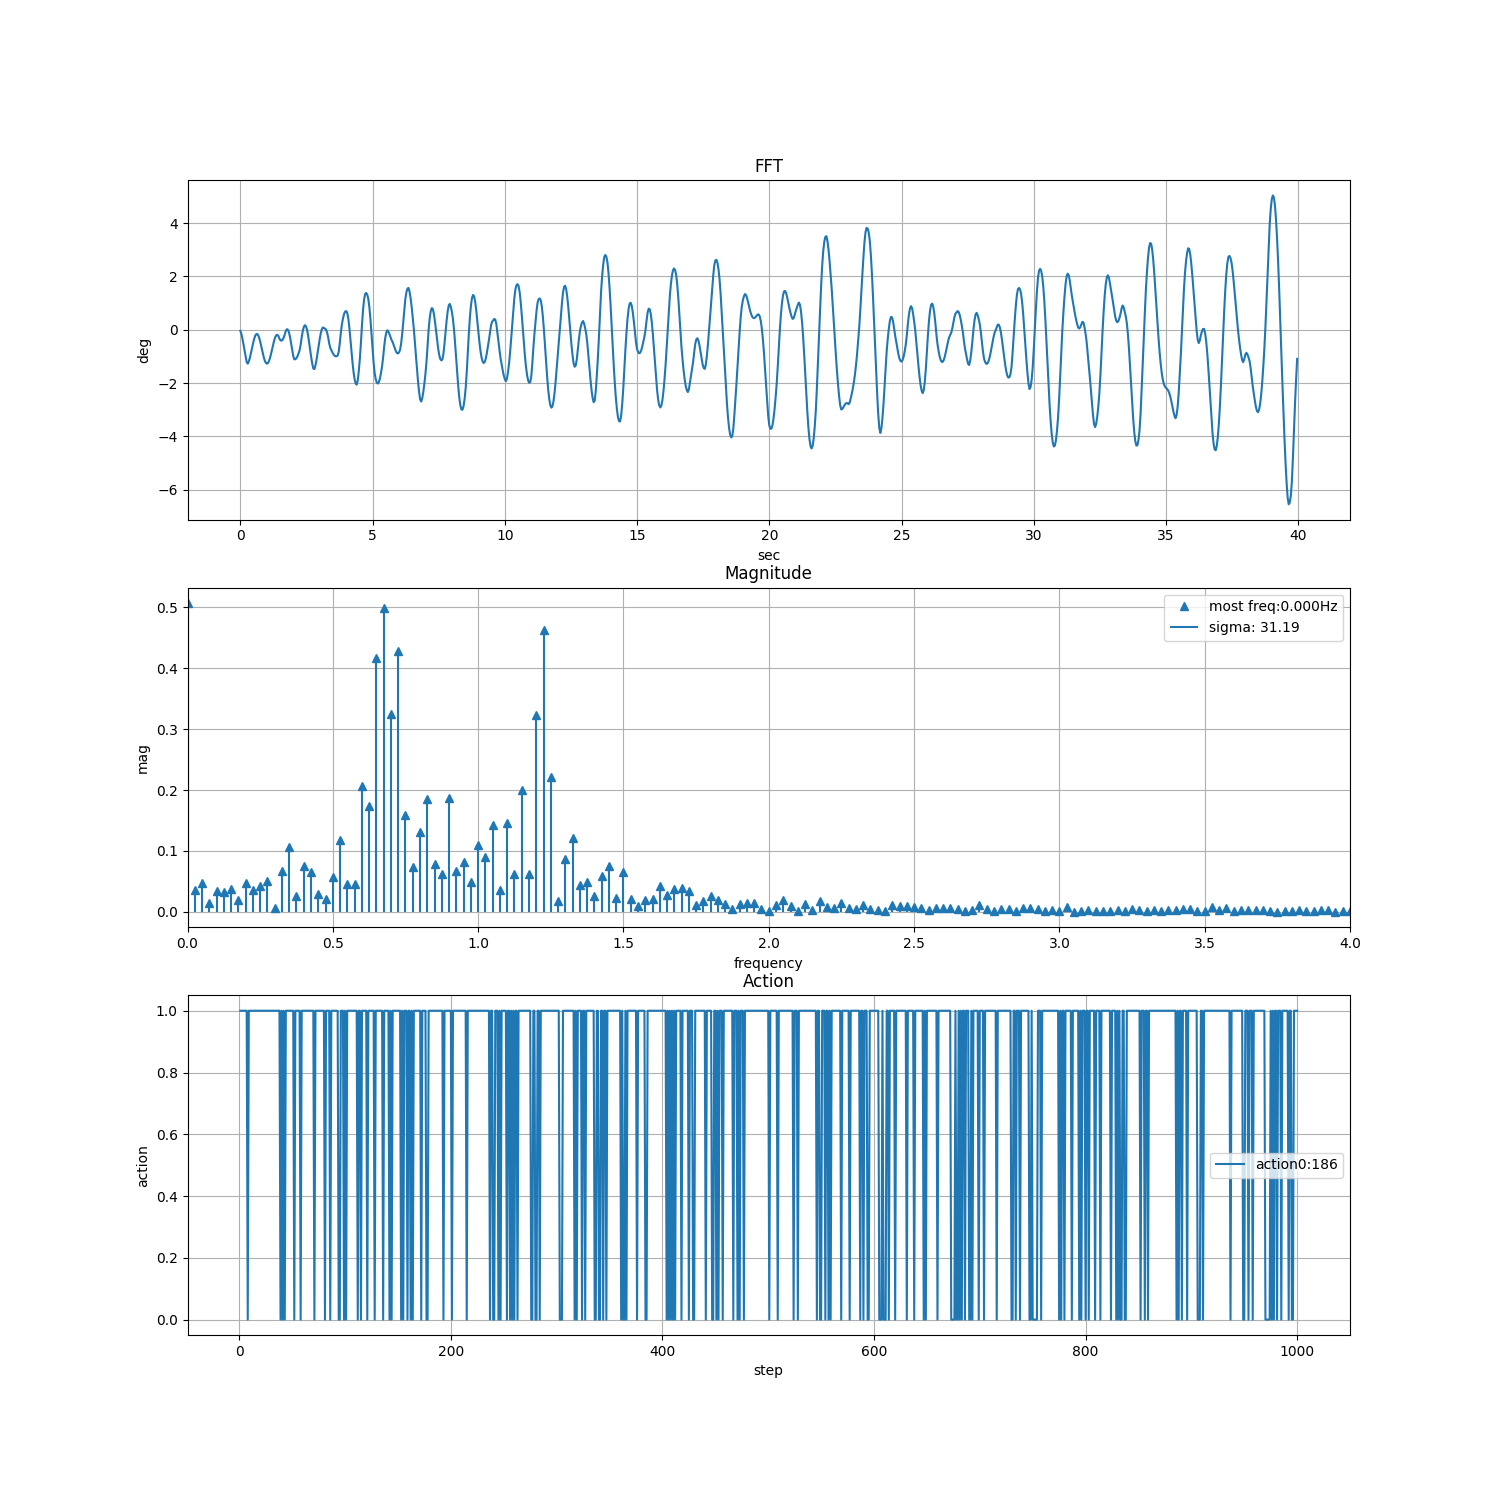 FFT
4
2
0
−2
−4
−6
deg
0 5 10 15 20 25 30 35 40
sec
Magnitude
0.5
0.4
0.3
0.2
0.1
0.0
mag
most freq:0.000Hz
sigma: 31.19
0.0 0.5 1.0 1.5 2.0 2.5 3.0 3.5 4.0
frequency
Action
1.0
0.8
0.6
0.4
0.2
0.0
action
action0:186
0 200 400 600 800 1000
step